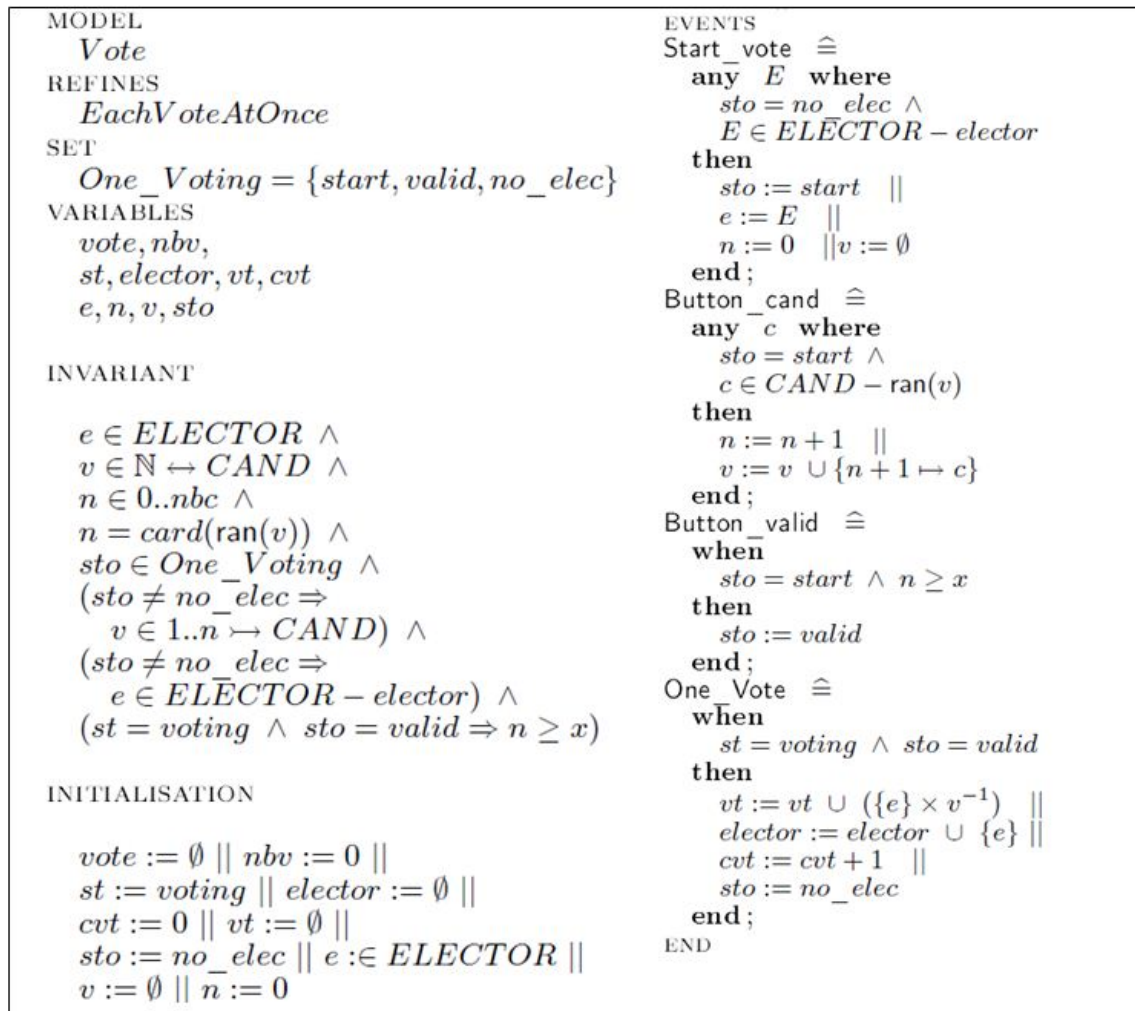 MODEL
Vote
REFINES
EachVoteAtOnce
SET
One_Voting = {start, valid, no_elec}
VARIABLES
vote, nbv,
st, elector, vt, cvt
e, n, v, sto
INVARIANT
e ∈ ELECTOR ∧
v ∈ ℕ ↔ CAND ∧
n ∈ 0..nbc ∧
n = card(ran(v)) ∧
sto ∈ One_Voting ∧
(sto ≠ no_elec ⇒
v ∈ 1..n ↣ CAND) ∧
(sto ≠ no_elec ⇒
e ∈ ELECTOR − elector) ∧
(st = voting ∧ sto = valid ⇒ n ≥ x)
INITIALISATION
vote := ∅ || nbv := 0 ||
st := voting || elector := ∅ ||
cvt := 0 || vt := ∅ ||
sto := no_elec || e :∈ ELECTOR ||
v := ∅ || n := 0
EVENTS
Start_vote ≙
any E where
sto = no_elec ∧
E ∈ ELECTOR − elector
then
sto := start ||
e := E ||
n := 0 ||v := ∅
end;
Button_cand ≙
any c where
sto = start ∧
c ∈ CAND − ran(v)
then
n := n + 1 ||
v := v ∪ {n + 1 ↦ c}
end;
Button_valid ≙
when
sto = start ∧ n ≥ x
then
sto := valid
end;
One_Vote ≙
when
st = voting ∧ sto = valid
then
vt := vt ∪ ({e} × v⁻¹) ||
elector := elector ∪ {e} ||
cvt := cvt + 1 ||
sto := no_elec
end;
END